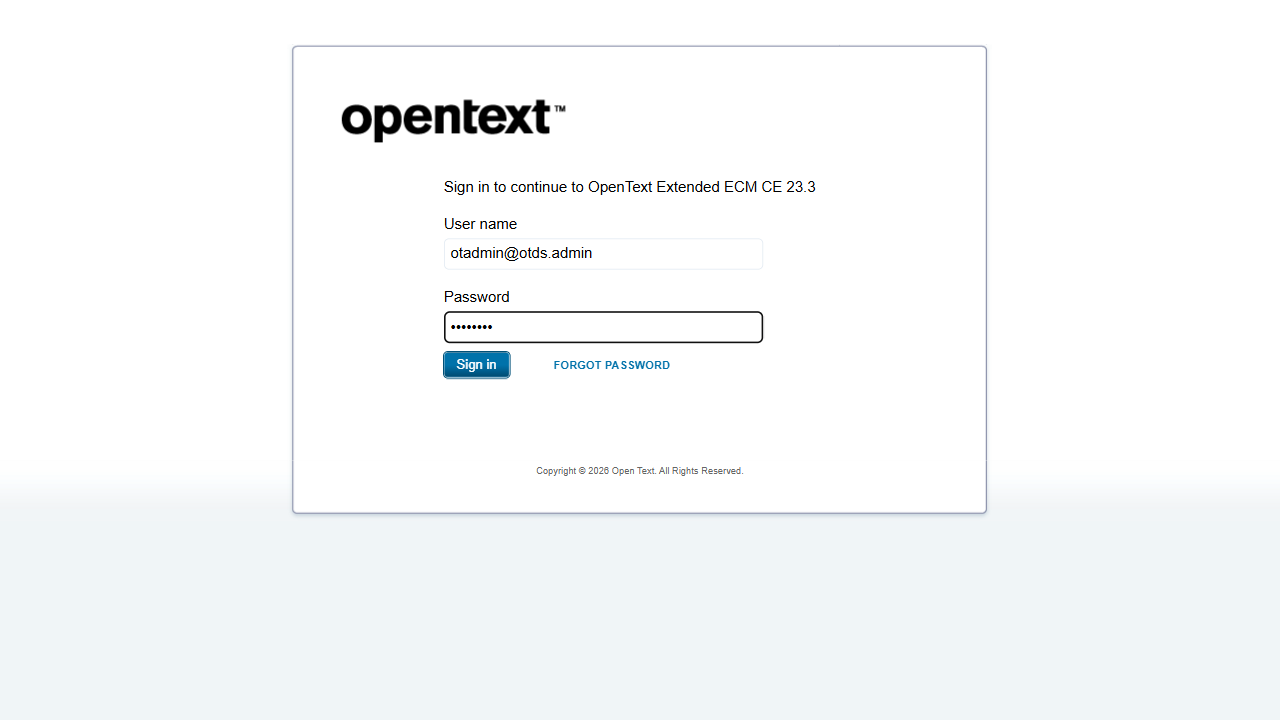 opentext™
Sign in to continue to OpenText Extended ECM CE 23.3
User name
otadmin@otds.admin
Password
••••••••
Sign in
FORGOT PASSWORD
Copyright © 2026 Open Text. All Rights Reserved.